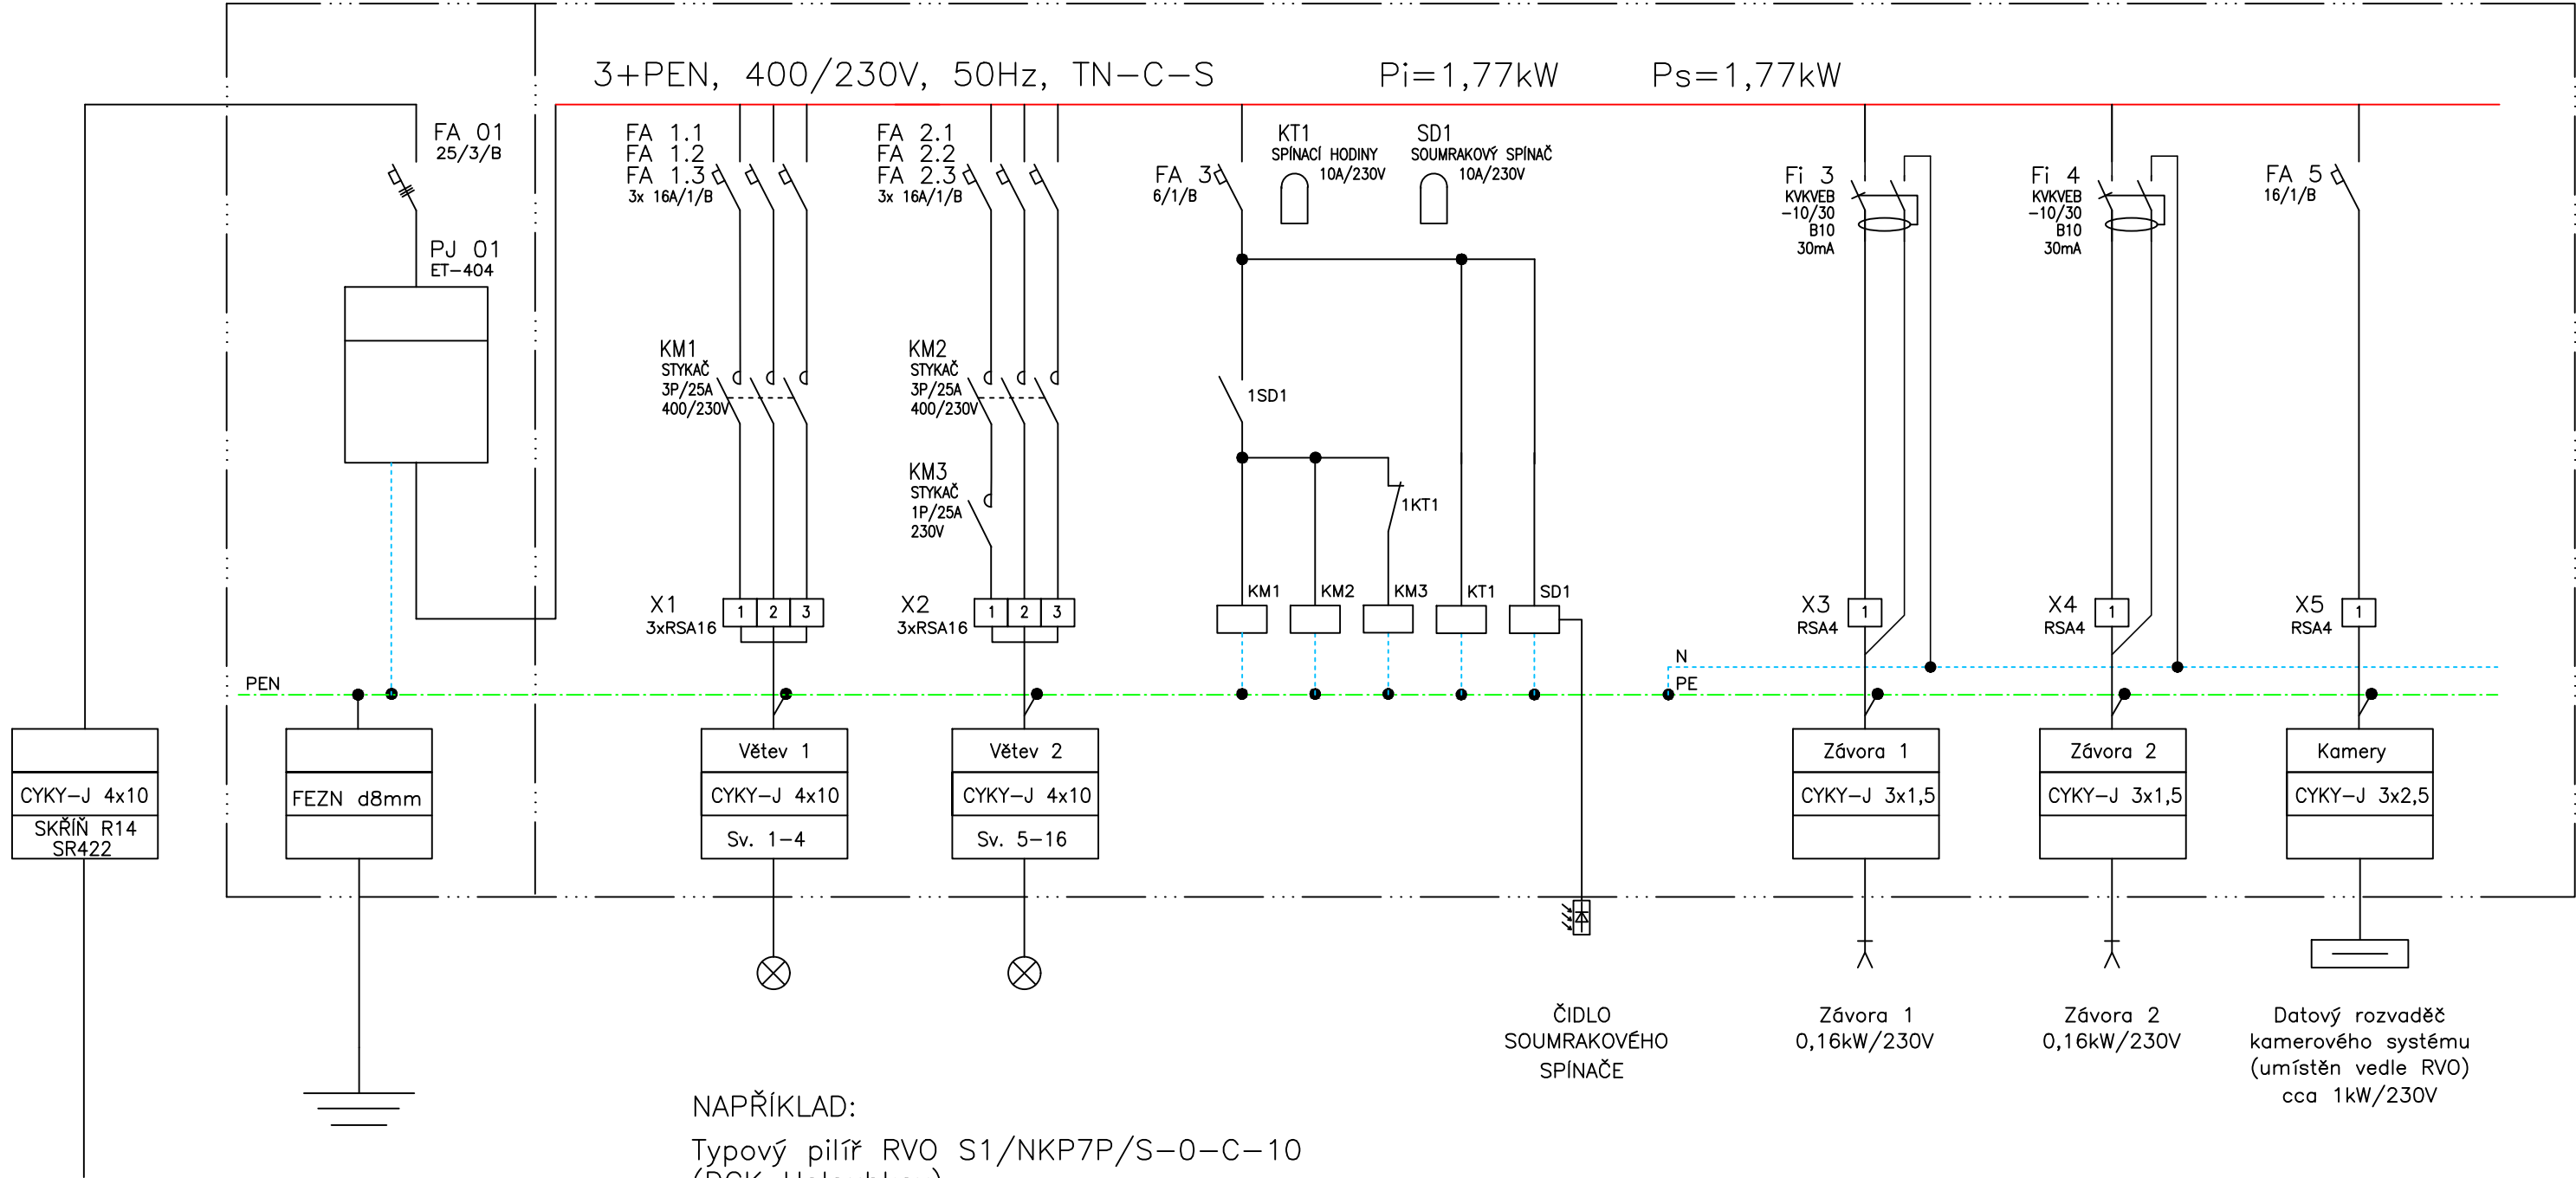 3+PEN, 400/230V, 50Hz, TN-C-S
Pi=1,77kW
Ps=1,77kW
FA 01
25/3/B
PJ 01
ET-404
FA 1.1
FA 1.2
FA 1.3
3x 16A/1/B
FA 2.1
FA 2.2
FA 2.3
3x 16A/1/B
FA 3
6/1/B
KT1
SPÍNACÍ HODINY
10A/230V
SD1
SOUMRAKOVÝ SPÍNAČ
10A/230V
Fi 3
KVKVEB
-10/30
B10
30mA
Fi 4
KVKVEB
-10/30
B10
30mA
FA 5
16/1/B
KM1
STYKAČ
3P/25A
400/230V
KM2
STYKAČ
3P/25A
400/230V
KM3
STYKAČ
1P/25A
230V
1SD1
1KT1
X1
3xRSA16
1 2 3
X2
3xRSA16
1 2 3
KM1
KM2
KM3
KT1
SD1
X3
RSA4
1
X4
RSA4
1
X5
RSA4
1
PEN
N
PE
CYKY-J 4x10
SKŘÍŇ R14
SR422
FEZN d8mm
Větev 1
CYKY-J 4x10
Sv. 1-4
Větev 2
CYKY-J 4x10
Sv. 5-16
Závora 1
CYKY-J 3x1,5
Závora 2
CYKY-J 3x1,5
Kamery
CYKY-J 3x2,5
ČIDLO
SOUMRAKOVÉHO
SPÍNAČE
Závora 1
0,16kW/230V
Závora 2
0,16kW/230V
Datový rozvaděč
kamerového systému
(umístěn vedle RVO)
cca 1kW/230V
NAPŘÍKLAD:
Typový pilíř RVO S1/NKP7P/S-0-C-10